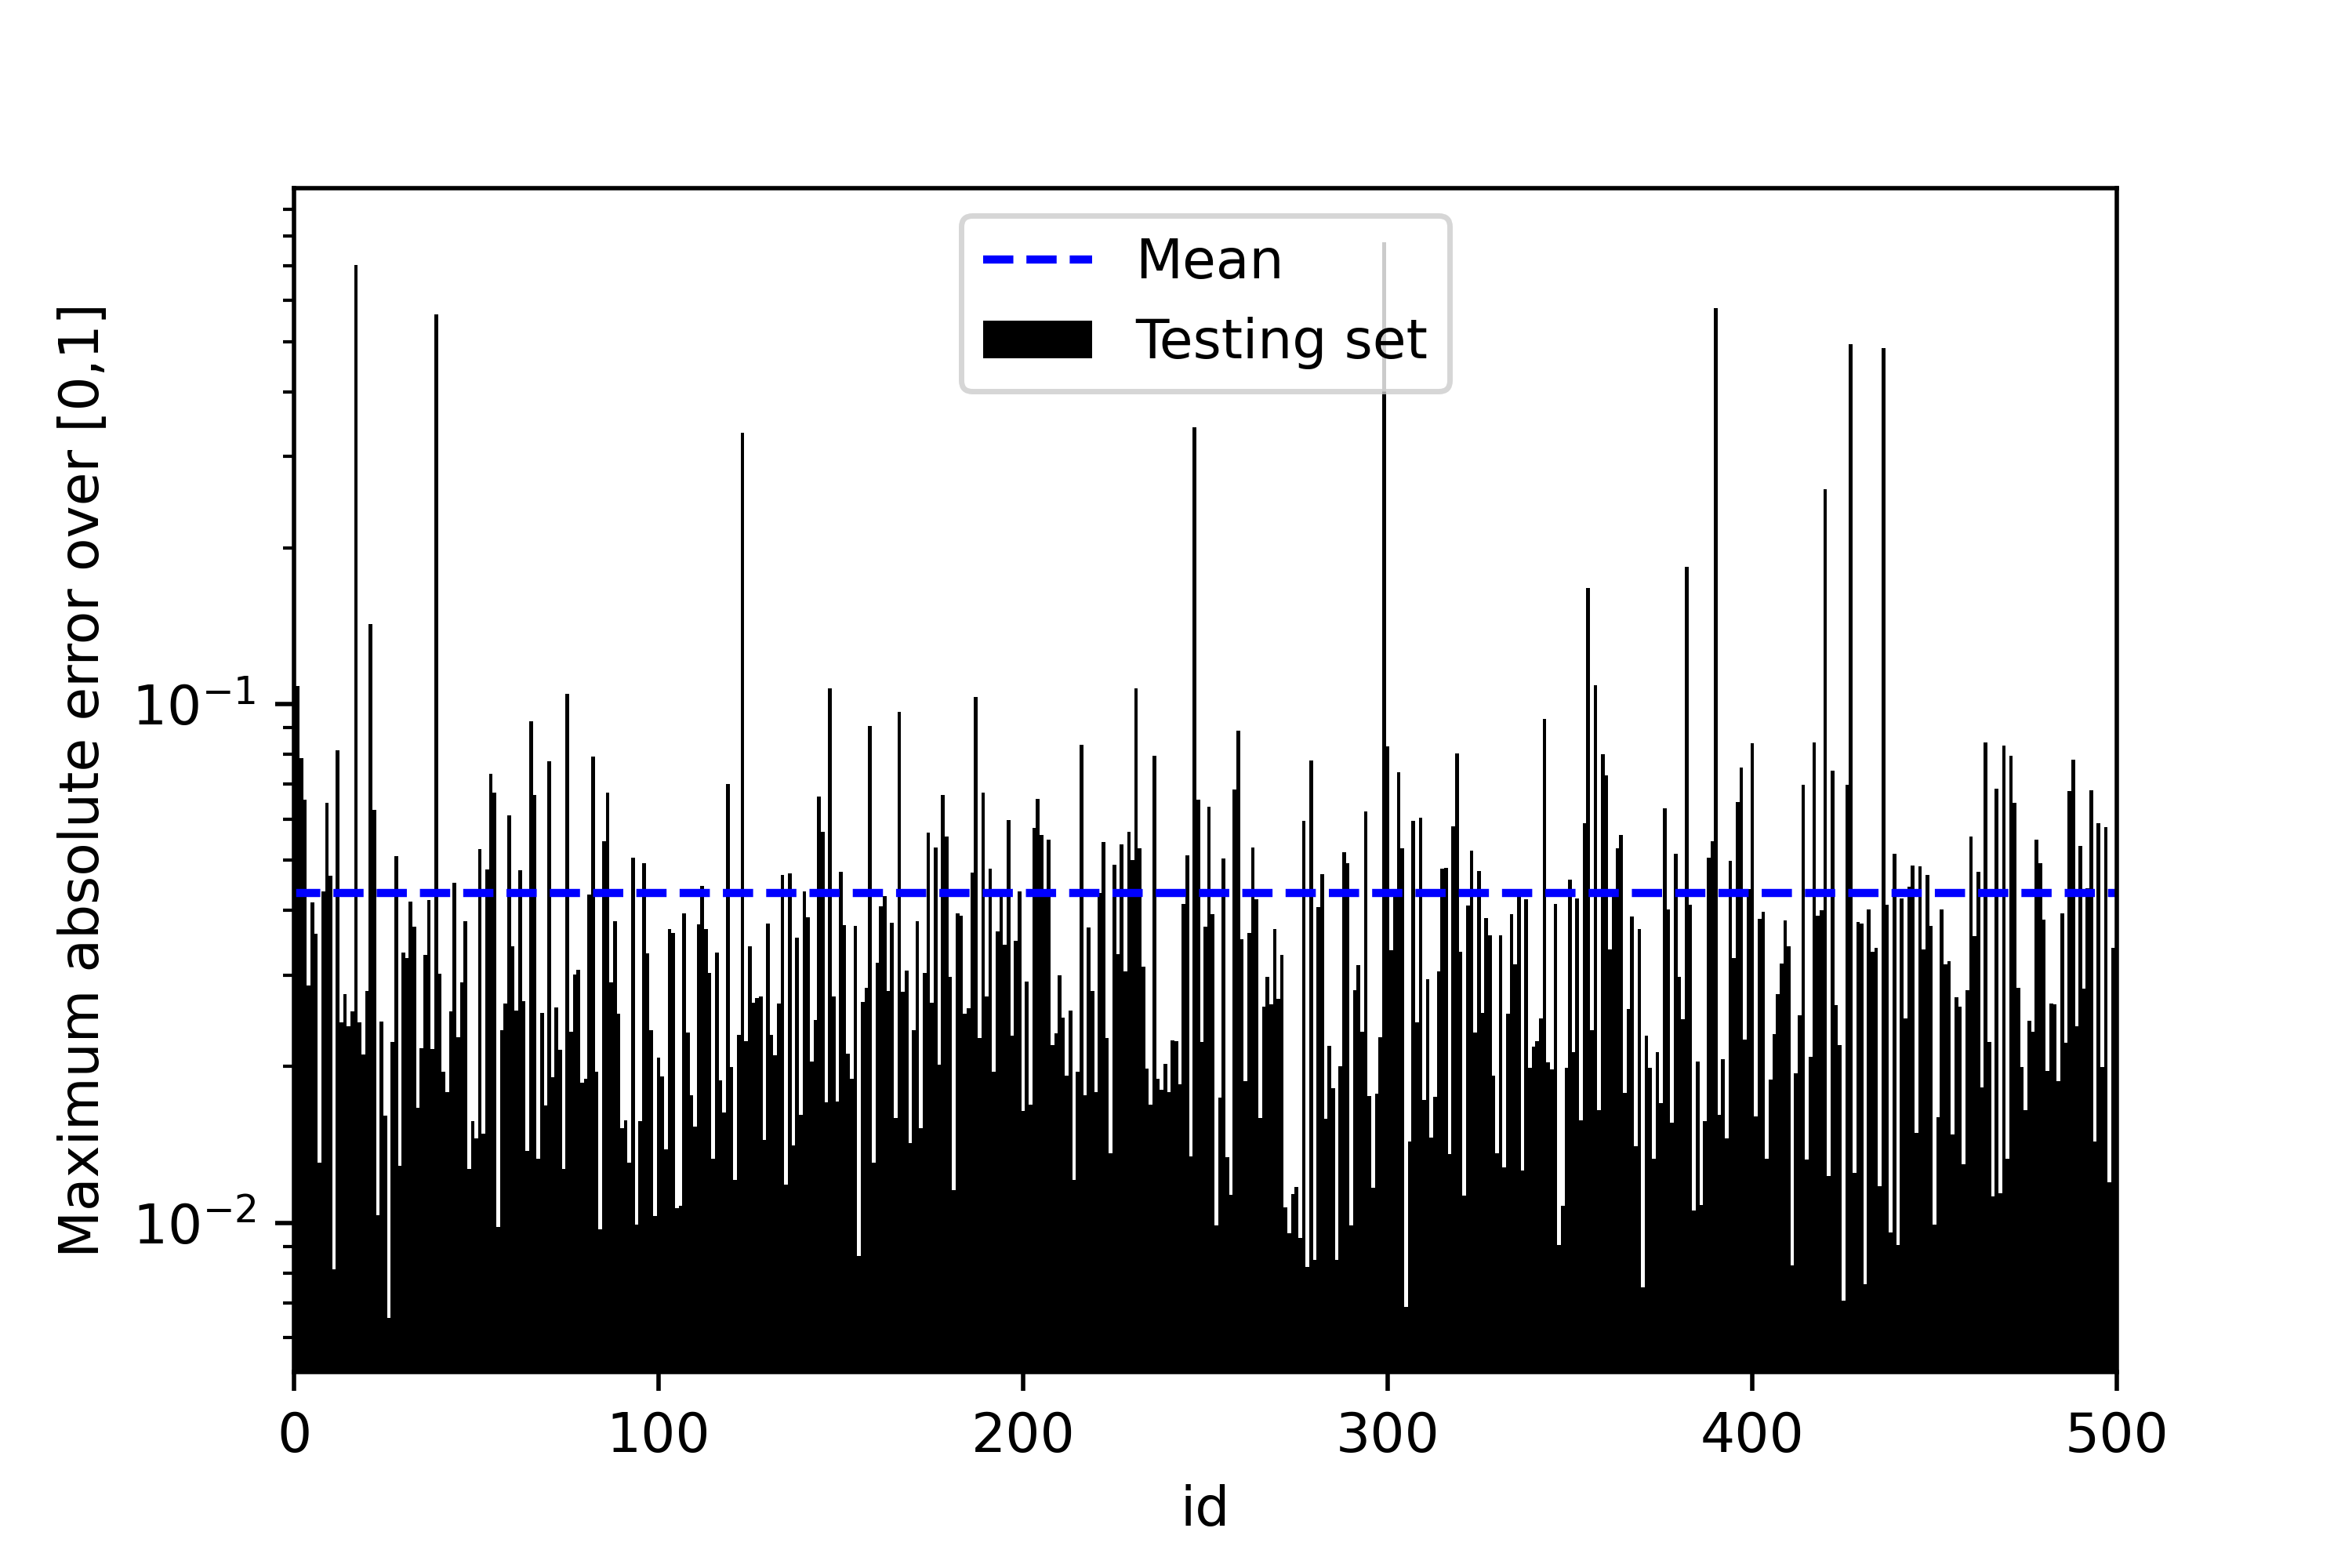 Mean
Testing set
Maximum absolute error over [0,1]
10⁻¹
10⁻²
0 100 200 300 400 500
id